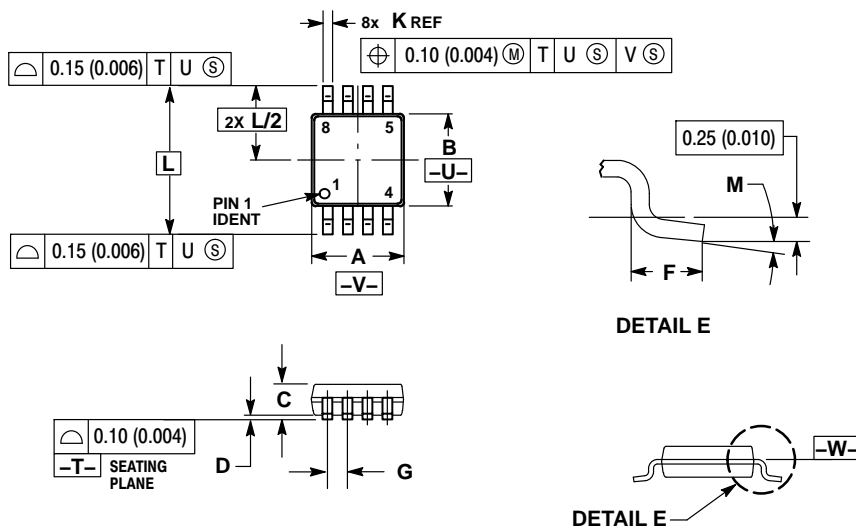 8x K REF
0.15 (0.006) T U Ⓢ
⌖ 0.10 (0.004) Ⓜ T U Ⓢ V Ⓢ
2X L/2
8 5
B
–U–
L
0.25 (0.010)
M
PIN 1
IDENT
1 4
0.15 (0.006) T U Ⓢ
A
–V–
F
DETAIL E
C
0.10 (0.004)
–T– SEATING
PLANE
D
G
–W–
DETAIL E